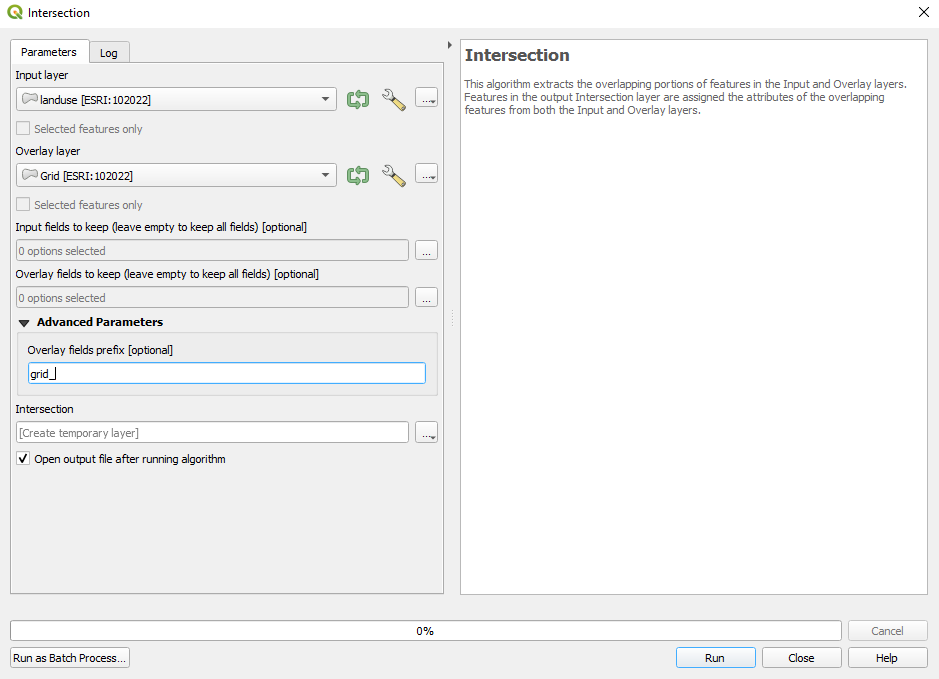 Intersection
Parameters
Log
Input layer
landuse [ESRI:102022]
...
Selected features only
Overlay layer
Grid [ESRI:102022]
...
Selected features only
Input fields to keep (leave empty to keep all fields) [optional]
0 options selected
...
Overlay fields to keep (leave empty to keep all fields) [optional]
0 options selected
...
Advanced Parameters
Overlay fields prefix [optional]
grid_
Intersection
[Create temporary layer]
...
Open output file after running algorithm
Intersection
This algorithm extracts the overlapping portions of features in the Input and Overlay layers.
Features in the output Intersection layer are assigned the attributes of the overlapping
features from both the Input and Overlay layers.
0%
Cancel
Run as Batch Process...
Run
Close
Help